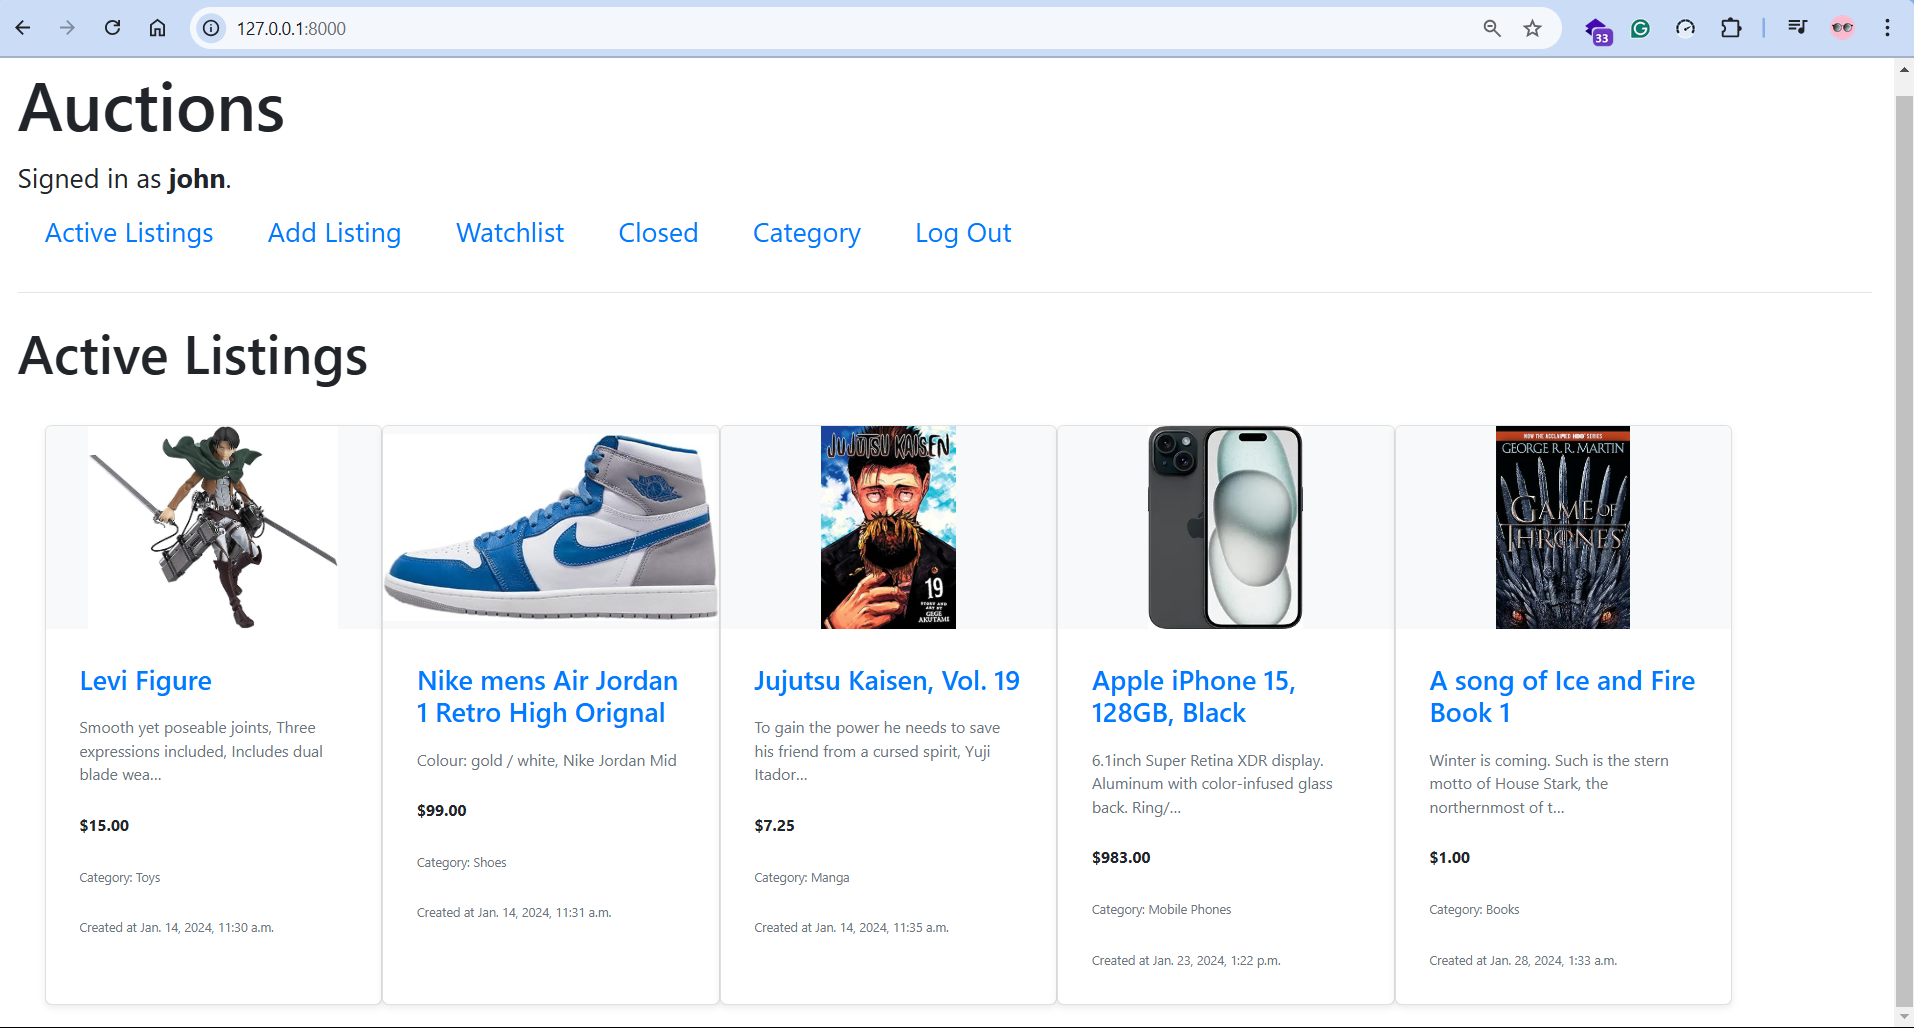 127.0.0.1:8000
33
Auctions
Signed in as john.
Active Listings Add Listing Watchlist Closed Category Log Out
Active Listings
JUJUTSU KAISEN
19
STORY AND
ART BY
GEGE
AKUTAMI
NOW THE ACCLAIMED HBO SERIES
GEORGE R. R. MARTIN
GAME OF
THRONES
Levi Figure
Smooth yet poseable joints, Three
expressions included, Includes dual
blade wea...
$15.00
Category: Toys
Created at Jan. 14, 2024, 11:30 a.m.
Nike mens Air Jordan
1 Retro High Orignal
Colour: gold / white, Nike Jordan Mid
$99.00
Category: Shoes
Created at Jan. 14, 2024, 11:31 a.m.
Jujutsu Kaisen, Vol. 19
To gain the power he needs to save
his friend from a cursed spirit, Yuji
Itador...
$7.25
Category: Manga
Created at Jan. 14, 2024, 11:35 a.m.
Apple iPhone 15,
128GB, Black
6.1inch Super Retina XDR display.
Aluminum with color-infused glass
back. Ring/...
$983.00
Category: Mobile Phones
Created at Jan. 23, 2024, 1:22 p.m.
A song of Ice and Fire
Book 1
Winter is coming. Such is the stern
motto of House Stark, the
northernmost of t...
$1.00
Category: Books
Created at Jan. 28, 2024, 1:33 a.m.